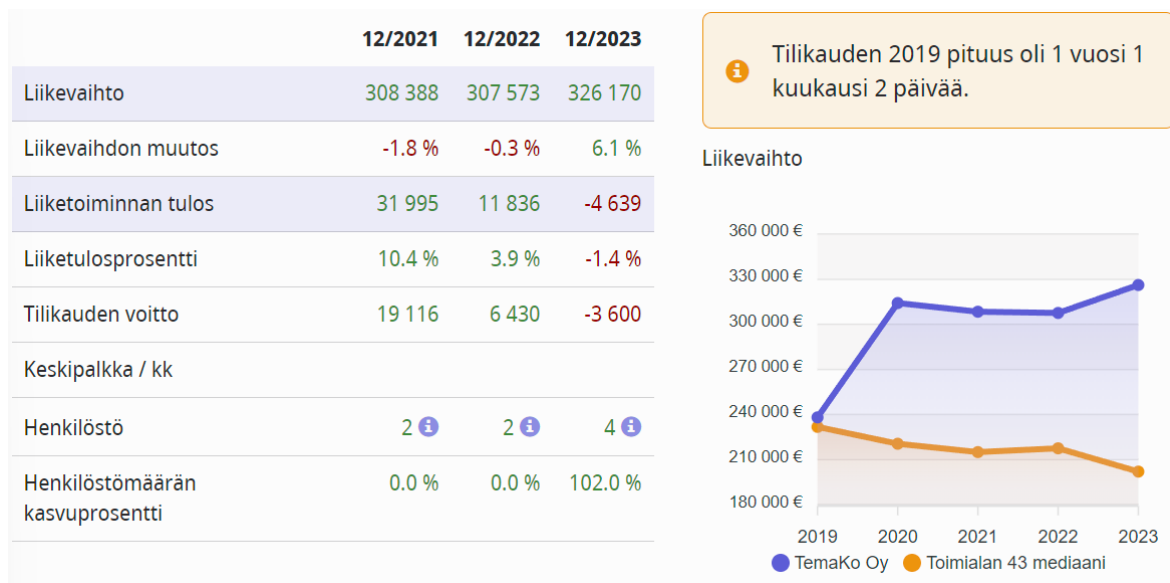 12/2021 12/2022 12/2023
Liikevaihto 308 388 307 573 326 170
Liikevaihdon muutos -1.8 % -0.3 % 6.1 %
Liiketoiminnan tulos 31 995 11 836 -4 639
Liiketulosprosentti 10.4 % 3.9 % -1.4 %
Tilikauden voitto 19 116 6 430 -3 600
Keskipalkka / kk
Henkilöstö 2 2 4
Henkilöstömäärän 0.0 % 0.0 % 102.0 %
kasvuprosentti
Tilikauden 2019 pituus oli 1 vuosi 1
kuukausi 2 päivää.
Liikevaihto
360 000 €
330 000 €
300 000 €
270 000 €
240 000 €
210 000 €
180 000 €
2019 2020 2021 2022 2023
TemaKo Oy Toimialan 43 mediaani